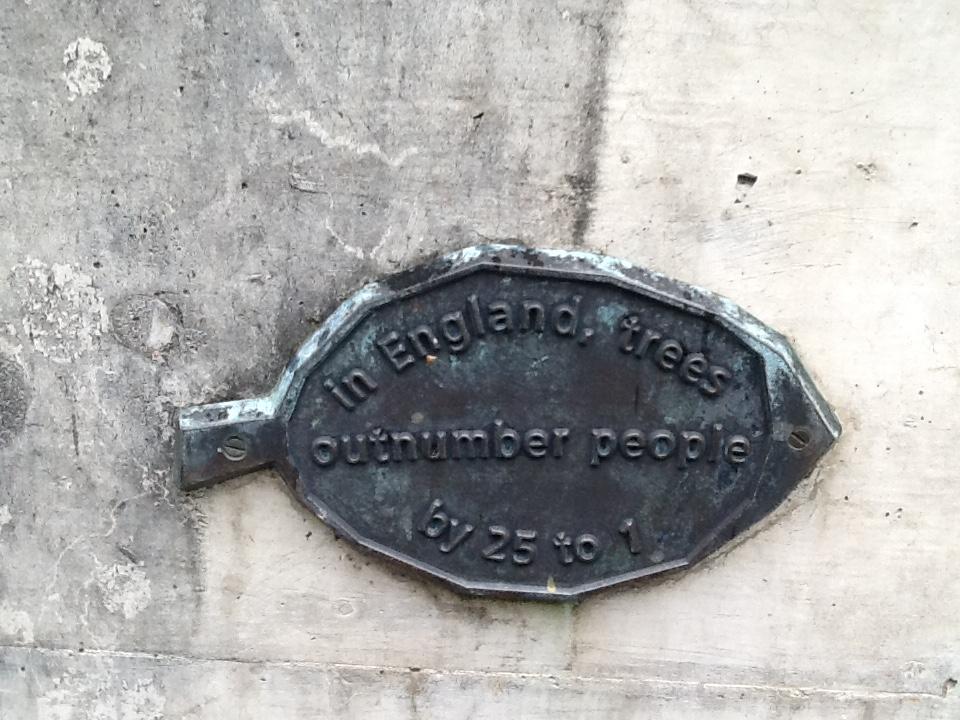 in England, trees
outnumber people
by 25 to 1